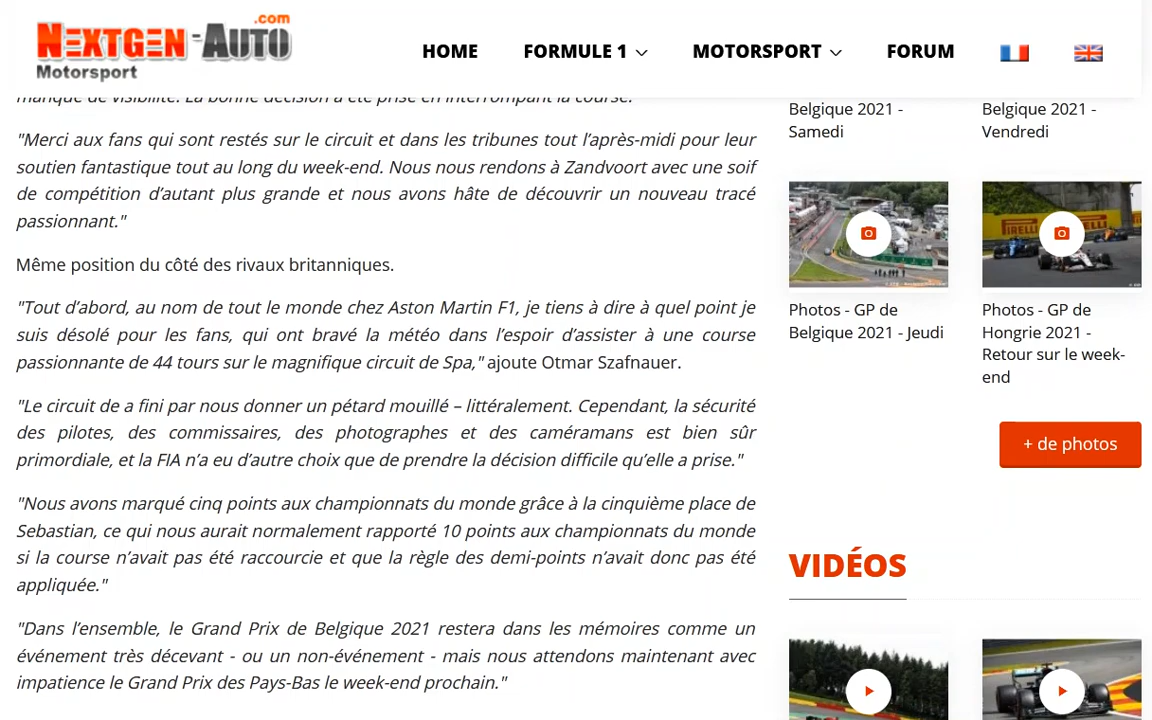 NEXTGEN-AUTO.com
Motorsport
HOME
FORMULE 1
MOTORSPORT
FORUM
manque de visibilité. La bonne décision a été prise en interrompant la course."
"Merci aux fans qui sont restés sur le circuit et dans les tribunes tout l’après-midi pour leur
soutien fantastique tout au long du week-end. Nous nous rendons à Zandvoort avec une soif
de compétition d’autant plus grande et nous avons hâte de découvrir un nouveau tracé
passionnant."
Même position du côté des rivaux britanniques.
"Tout d’abord, au nom de tout le monde chez Aston Martin F1, je tiens à dire à quel point je
suis désolé pour les fans, qui ont bravé la météo dans l’espoir d’assister à une course
passionnante de 44 tours sur le magnifique circuit de Spa," ajoute Otmar Szafnauer.
"Le circuit de a fini par nous donner un pétard mouillé – littéralement. Cependant, la sécurité
des pilotes, des commissaires, des photographes et des caméramans est bien sûr
primordiale, et la FIA n’a eu d’autre choix que de prendre la décision difficile qu’elle a prise."
"Nous avons marqué cinq points aux championnats du monde grâce à la cinquième place de
Sebastian, ce qui nous aurait normalement rapporté 10 points aux championnats du monde
si la course n’avait pas été raccourcie et que la règle des demi-points n’avait donc pas été
appliquée."
"Dans l’ensemble, le Grand Prix de Belgique 2021 restera dans les mémoires comme un
événement très décevant - ou un non-événement - mais nous attendons maintenant avec
impatience le Grand Prix des Pays-Bas le week-end prochain."
Belgique 2021 -
Samedi
Belgique 2021 -
Vendredi
PIRELLI
Photos - GP de
Belgique 2021 - Jeudi
Photos - GP de
Hongrie 2021 -
Retour sur le week-
end
+ de photos
VIDÉOS